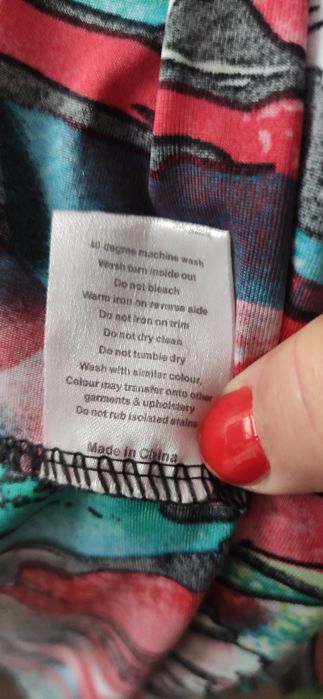 40 degree machine wash
Wash turn inside out
Do not bleach
Warm iron on reverse side
Do not iron on trim
Do not dry clean
Do not tumble dry
Wash with similar colour,
Colour may transfer onto other
garments & upholstary
Do not rub isolated stains
Made in China